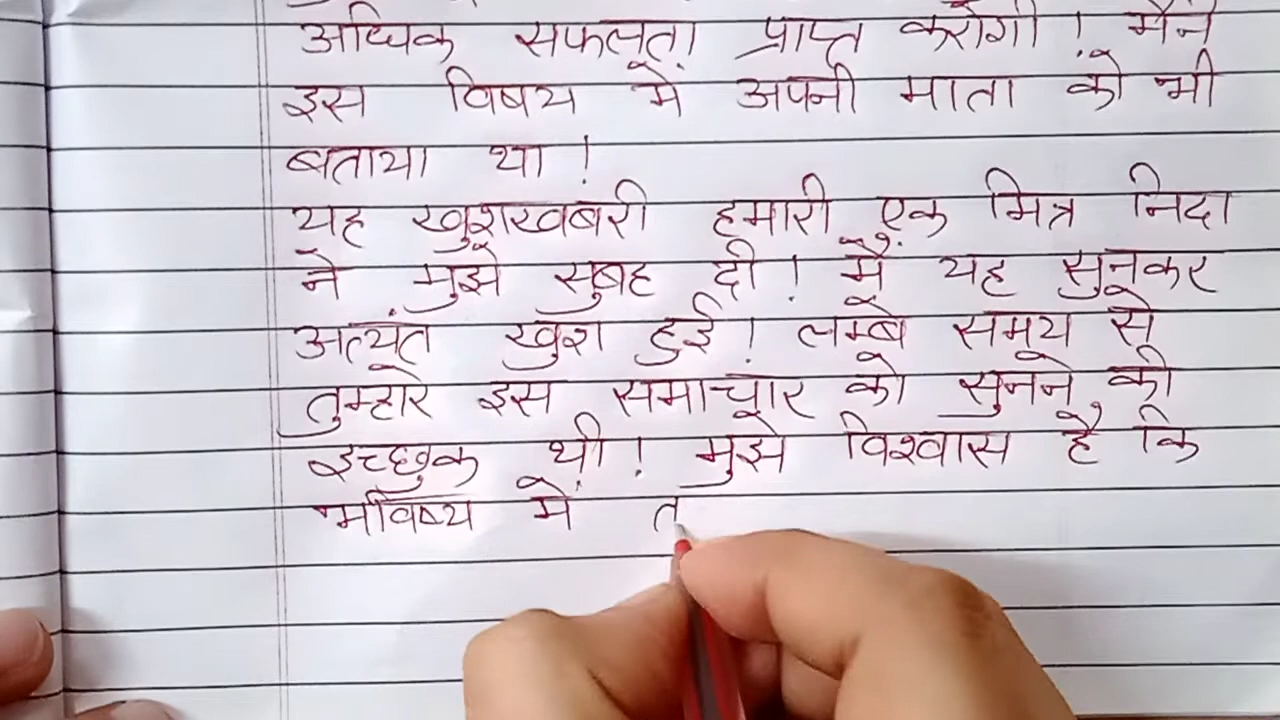 अधिक सफलता प्राप्त करोगी ! मैने
इस विषय मे अपनी माता को भी
बताया था !
यह खुशखबरी हमारी एक मित्र निदा
ने मुझे सुबह दी ! मैं यह सुनकर
अत्यंत खुश हुई ! लम्बे समय से
तुम्हारे इस समाचार को सुनने की
इच्छुक थी ! मुझे विश्वास है कि
भविष्य में त